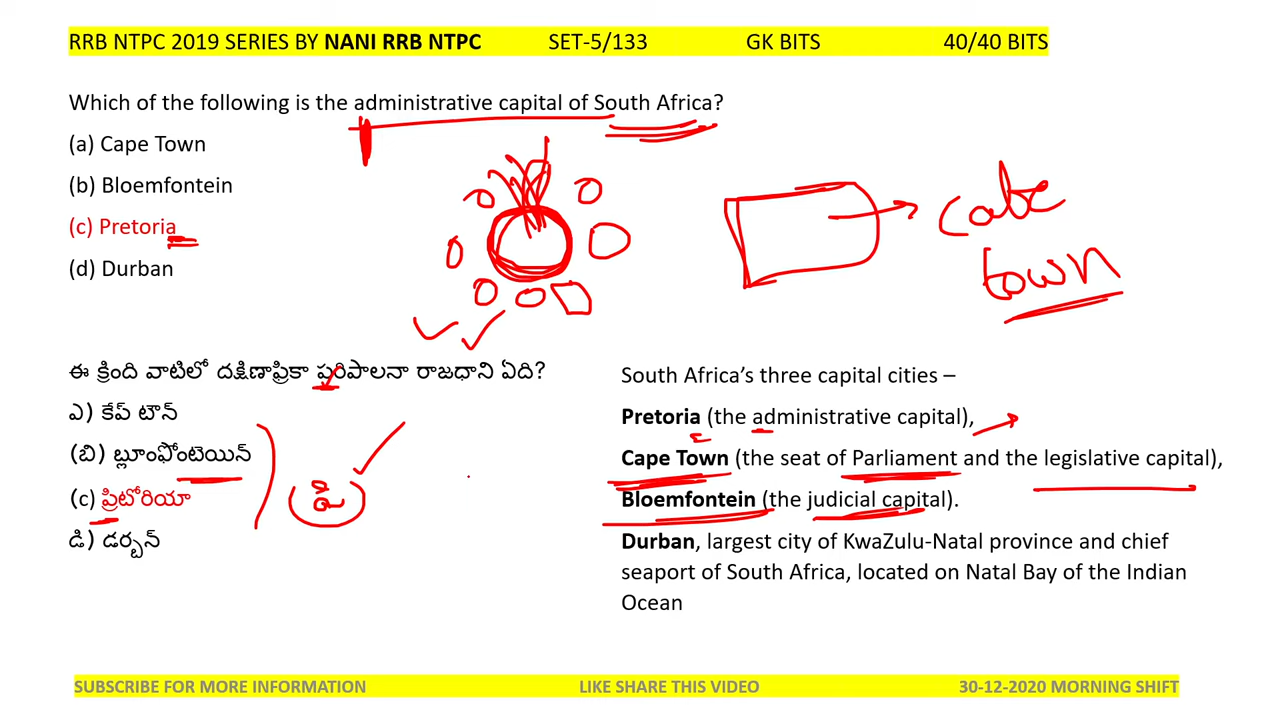 RRB NTPC 2019 SERIES BY NANI RRB NTPC SET-5/133 GK BITS 40/40 BITS
Which of the following is the administrative capital of South Africa?
(a) Cape Town
(b) Bloemfontein
(c) Pretoria
(d) Durban
cabe
town
ఈ క్రింది వాటిలో దక్షిణాఫ్రికా పరిపాలనా రాజధాని ఏది?
ఎ) కేప్ టౌన్
(బి) బ్లూంఫోంటెయిన్
(c) ప్రిటోరియా
డి) డర్బన్
South Africa's three capital cities –
Pretoria (the administrative capital),
Cape Town (the seat of Parliament and the legislative capital),
Bloemfontein (the judicial capital).
Durban, largest city of KwaZulu-Natal province and chief
seaport of South Africa, located on Natal Bay of the Indian
Ocean
SUBSCRIBE FOR MORE INFORMATION LIKE SHARE THIS VIDEO 30-12-2020 MORNING SHIFT